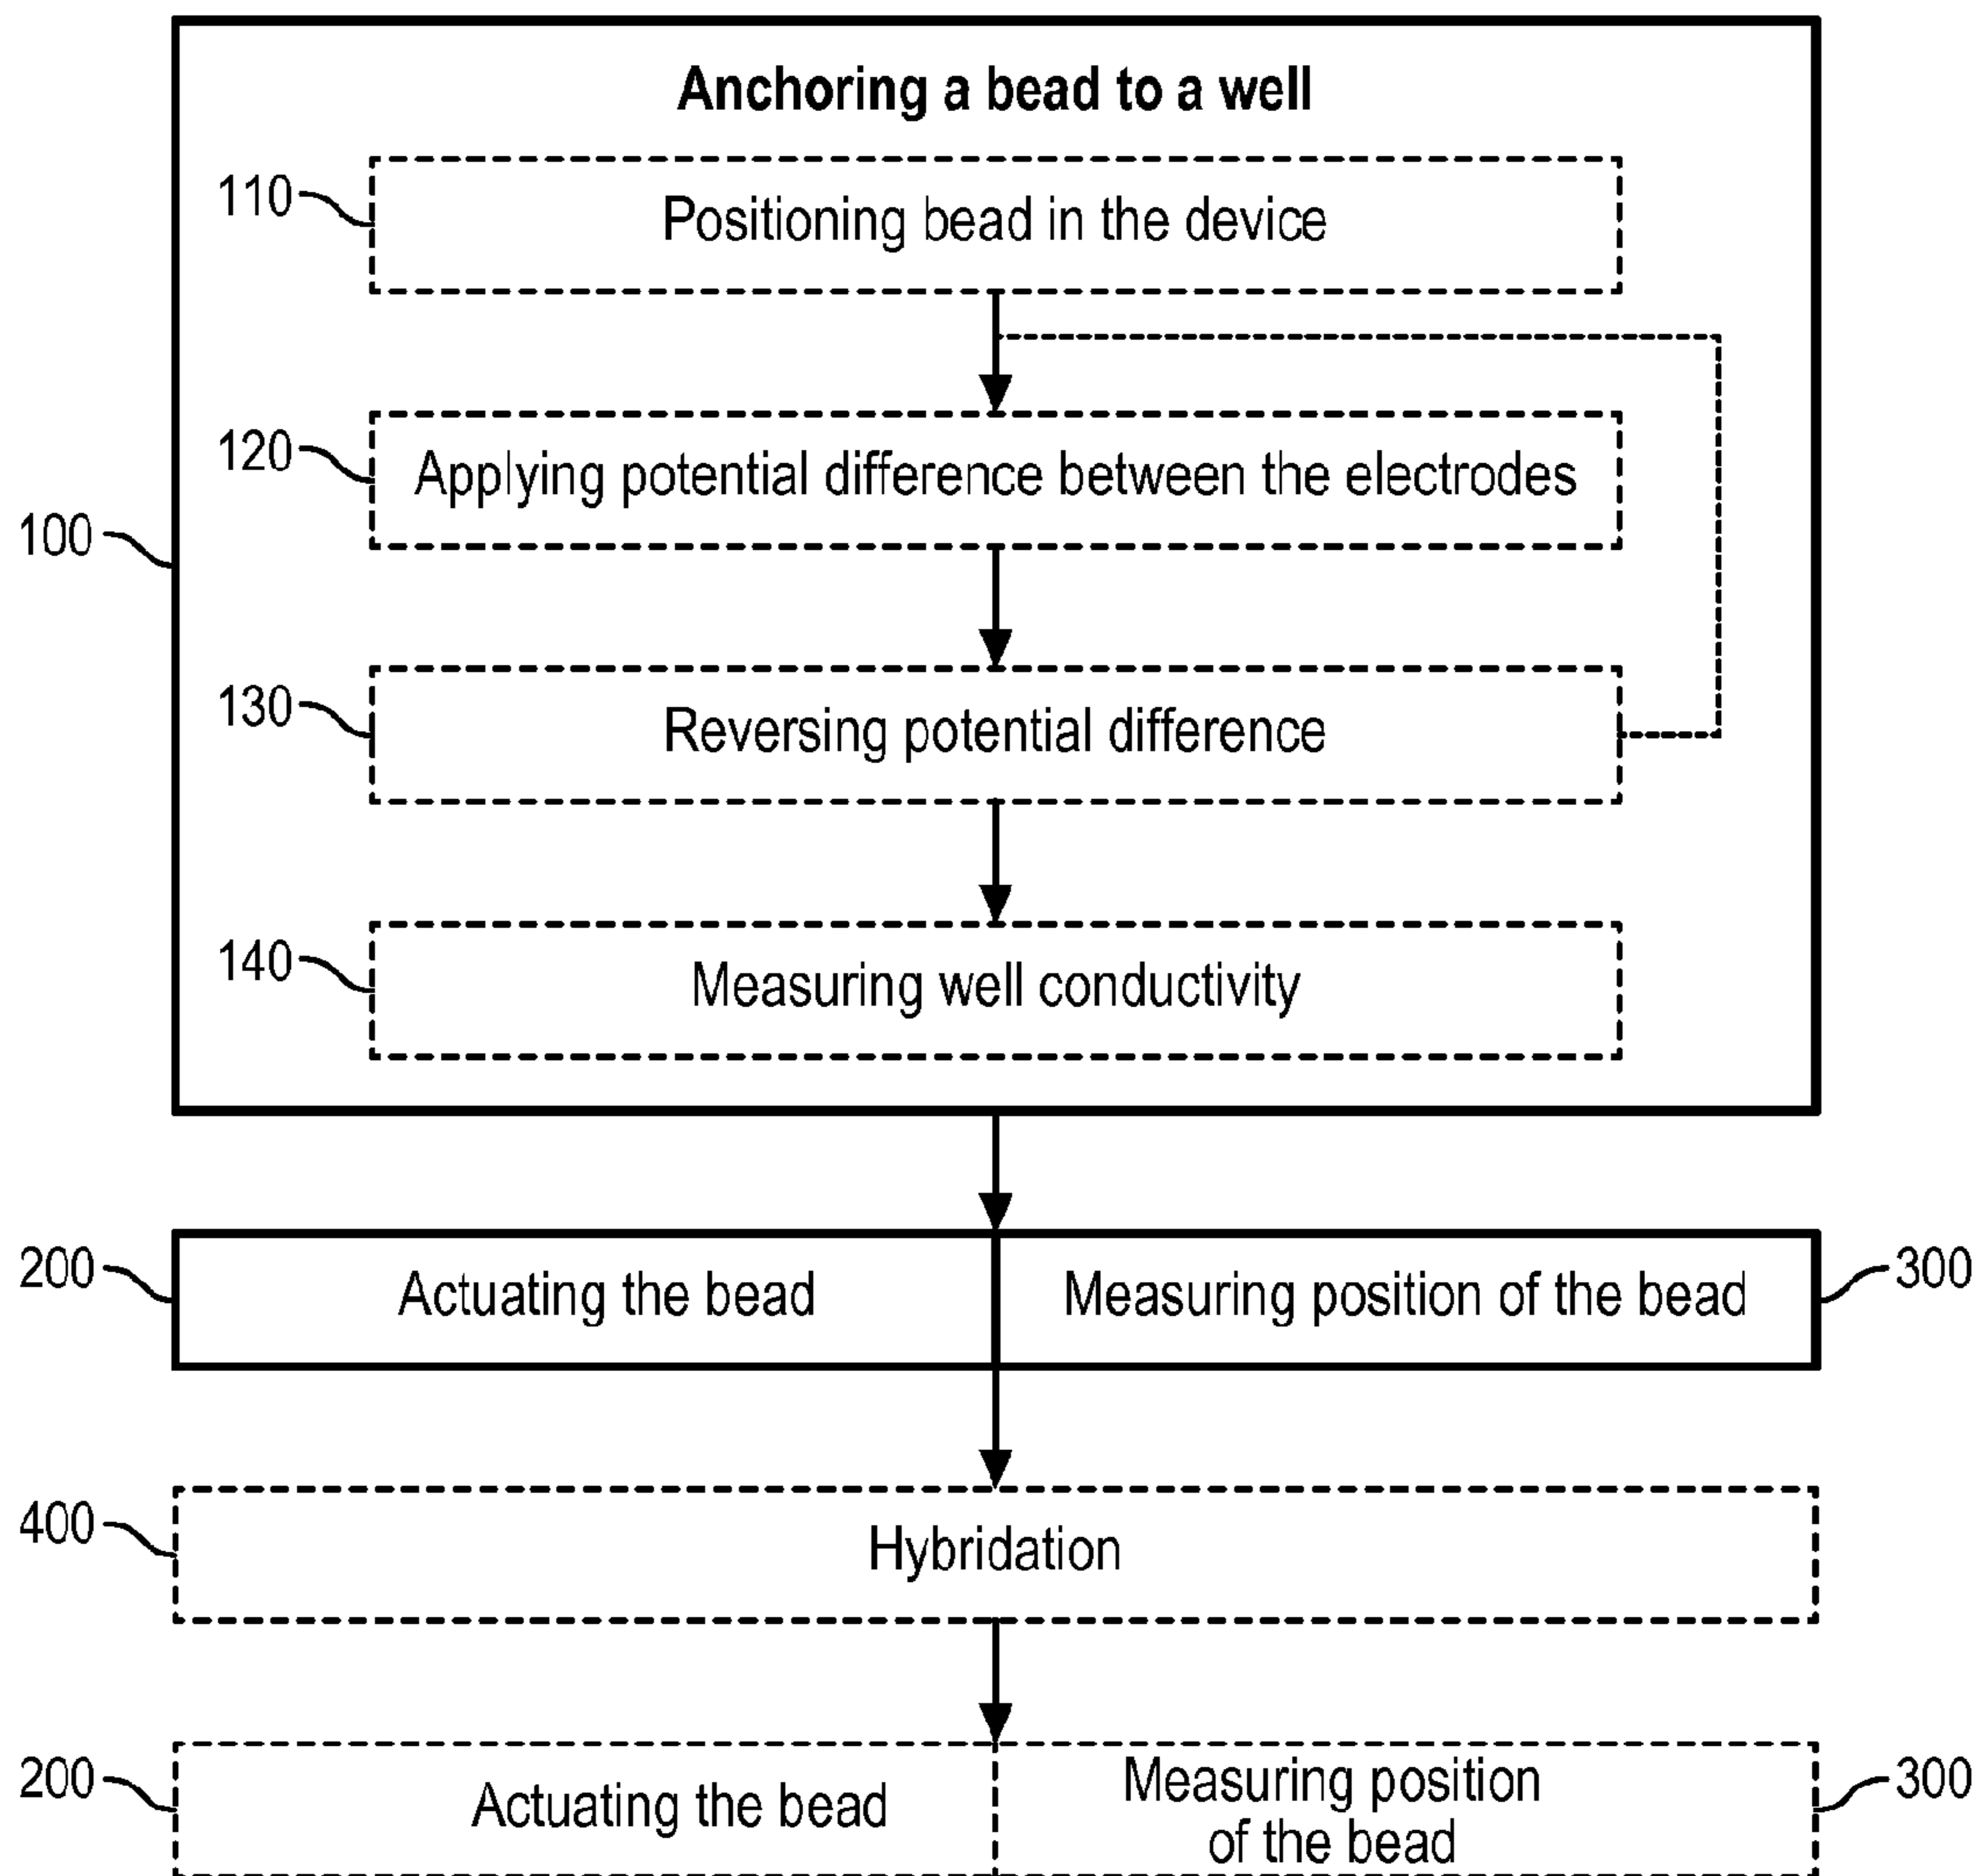 Anchoring a bead to a well
110
Positioning bead in the device
120
Applying potential difference between the electrodes
100
130
Reversing potential difference
140
Measuring well conductivity
200
Actuating the bead
Measuring position of the bead
300
400
Hybridation
200
Actuating the bead
Measuring position
of the bead
300